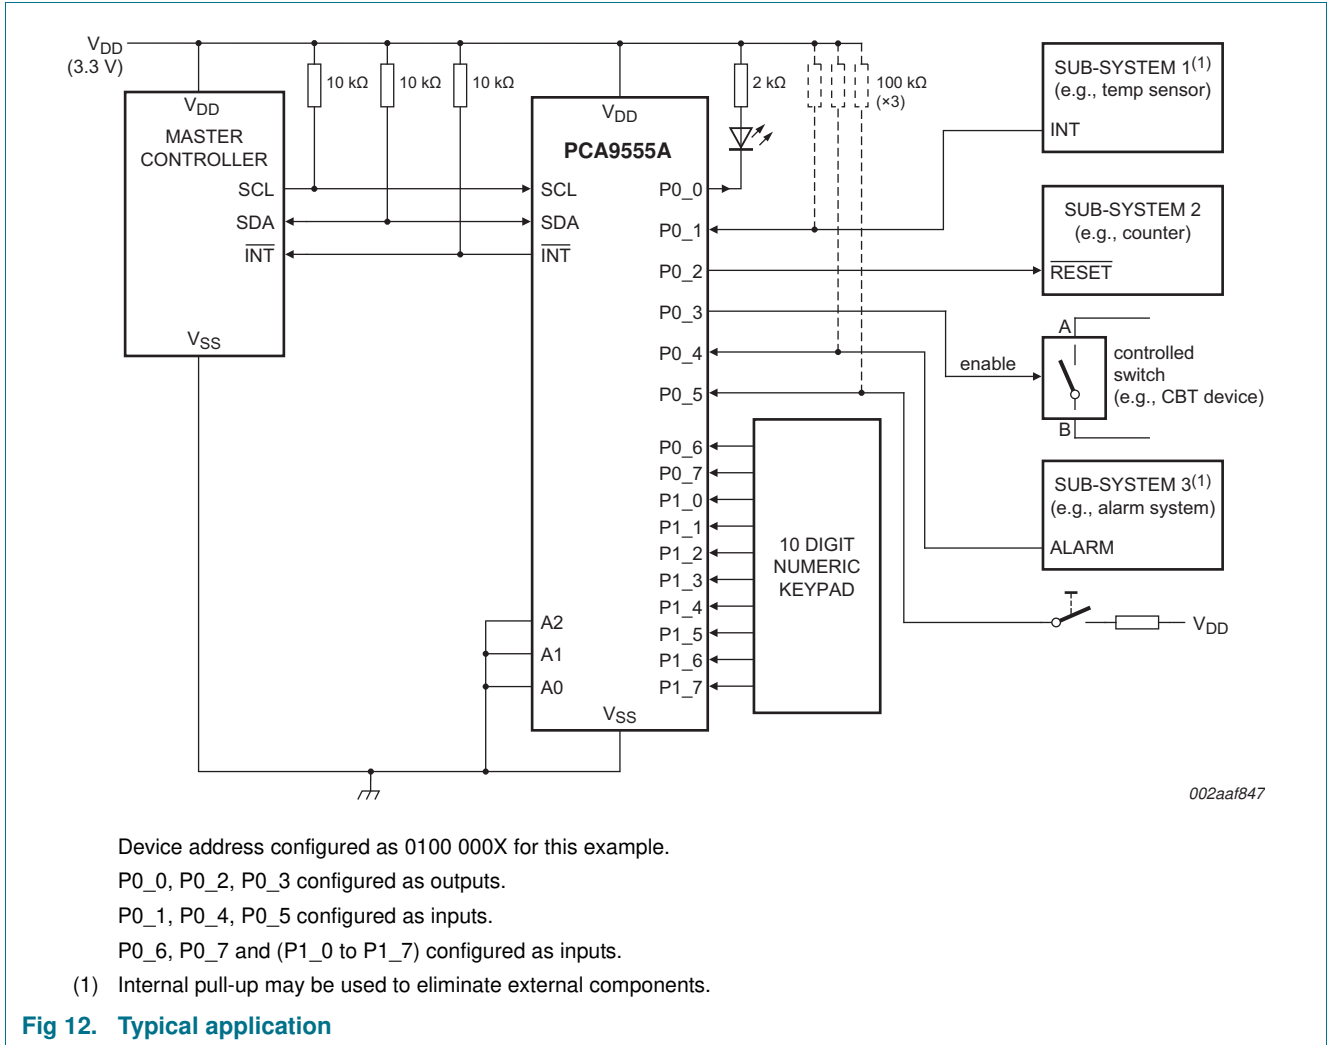 VDD
(3.3 V)
10 kΩ
10 kΩ
10 kΩ
2 kΩ
100 kΩ
(×3)
VDD
MASTER
CONTROLLER
SCL
SDA
INT
VSS
VDD
PCA9555A
SCL
SDA
INT
A2
A1
A0
VSS
P0_0
P0_1
P0_2
P0_3
P0_4
P0_5
P0_6
P0_7
P1_0
P1_1
P1_2
P1_3
P1_4
P1_5
P1_6
P1_7
10 DIGIT
NUMERIC
KEYPAD
SUB-SYSTEM 1(1)
(e.g., temp sensor)
INT
SUB-SYSTEM 2
(e.g., counter)
RESET
enable
A
B
controlled
switch
(e.g., CBT device)
SUB-SYSTEM 3(1)
(e.g., alarm system)
ALARM
VDD
002aaf847
Device address configured as 0100 000X for this example.
P0_0, P0_2, P0_3 configured as outputs.
P0_1, P0_4, P0_5 configured as inputs.
P0_6, P0_7 and (P1_0 to P1_7) configured as inputs.
(1) Internal pull-up may be used to eliminate external components.
Fig 12. Typical application